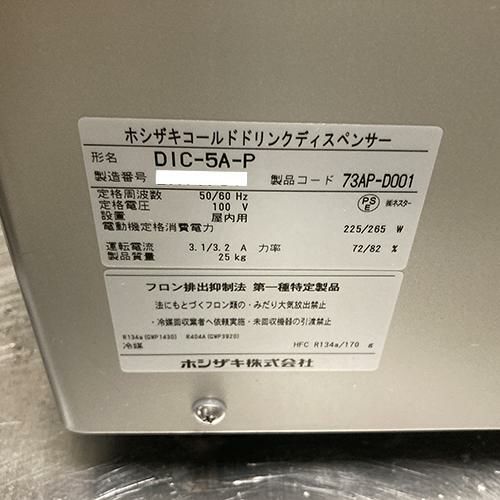 ホシザキコールドドリンクディスペンサー
形名 DIC-5A-P
製造番号 製品コード 73AP-D001
定格周波数 50/60 Hz
定格電圧 100 V
設置 屋内用
電動機定格消費電力 225/265 W
運転電流 3.1/3.2 A 力率 72/82 %
製品質量 25 kg
PSE ㈱ネスター
フロン排出抑制法 第一種特定製品
法にもとづくフロン類の・みだり大気放出禁止
・冷媒回収業者へ依頼実施・未回収機器の引渡禁止
R134a(GWP1430) R404A(GWP3920)
冷媒 HFC R134a/170 g
ホシザキ株式会社